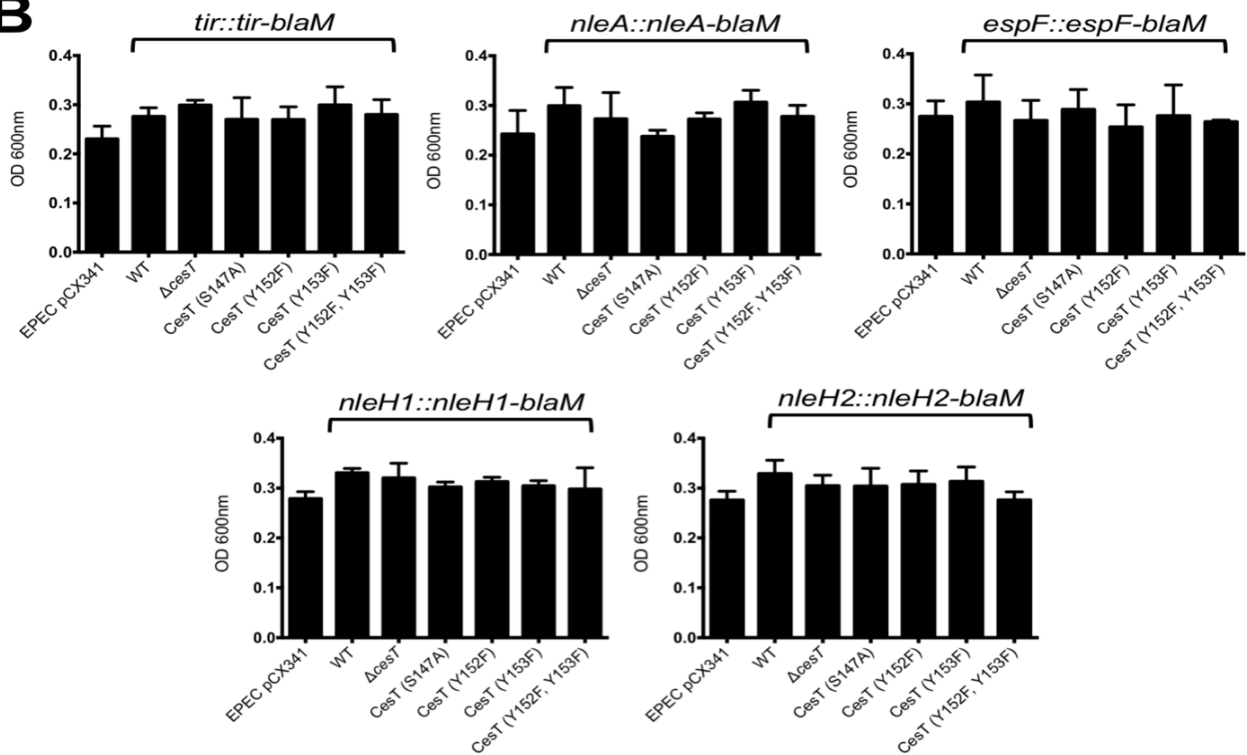 B
tir::tir-blaM
OD 600nm
0.4
0.3
0.2
0.1
0.0
EPEC pCX341
WT
ΔcesT
CesT (S147A)
CesT (Y152F)
CesT (Y153F)
CesT (Y152F, Y153F)
nleA::nleA-blaM
OD 600nm
0.4
0.3
0.2
0.1
0.0
EPEC pCX341
WT
ΔcesT
CesT (S147A)
CesT (Y152F)
CesT (Y153F)
CesT (Y152F, Y153F)
espF::espF-blaM
OD 600nm
0.4
0.3
0.2
0.1
0.0
EPEC pCX341
WT
ΔcesT
CesT (S147A)
CesT (Y152F)
CesT (Y153F)
CesT (Y152F, Y153F)
nleH1::nleH1-blaM
OD 600nm
0.4
0.3
0.2
0.1
0.0
EPEC pCX341
WT
ΔcesT
CesT (S147A)
CesT (Y152F)
CesT (Y153F)
CesT (Y152F, Y153F)
nleH2::nleH2-blaM
OD 600nm
0.4
0.3
0.2
0.1
0.0
EPEC pCX341
WT
ΔcesT
CesT (S147A)
CesT (Y152F)
CesT (Y153F)
CesT (Y152F, Y153F)